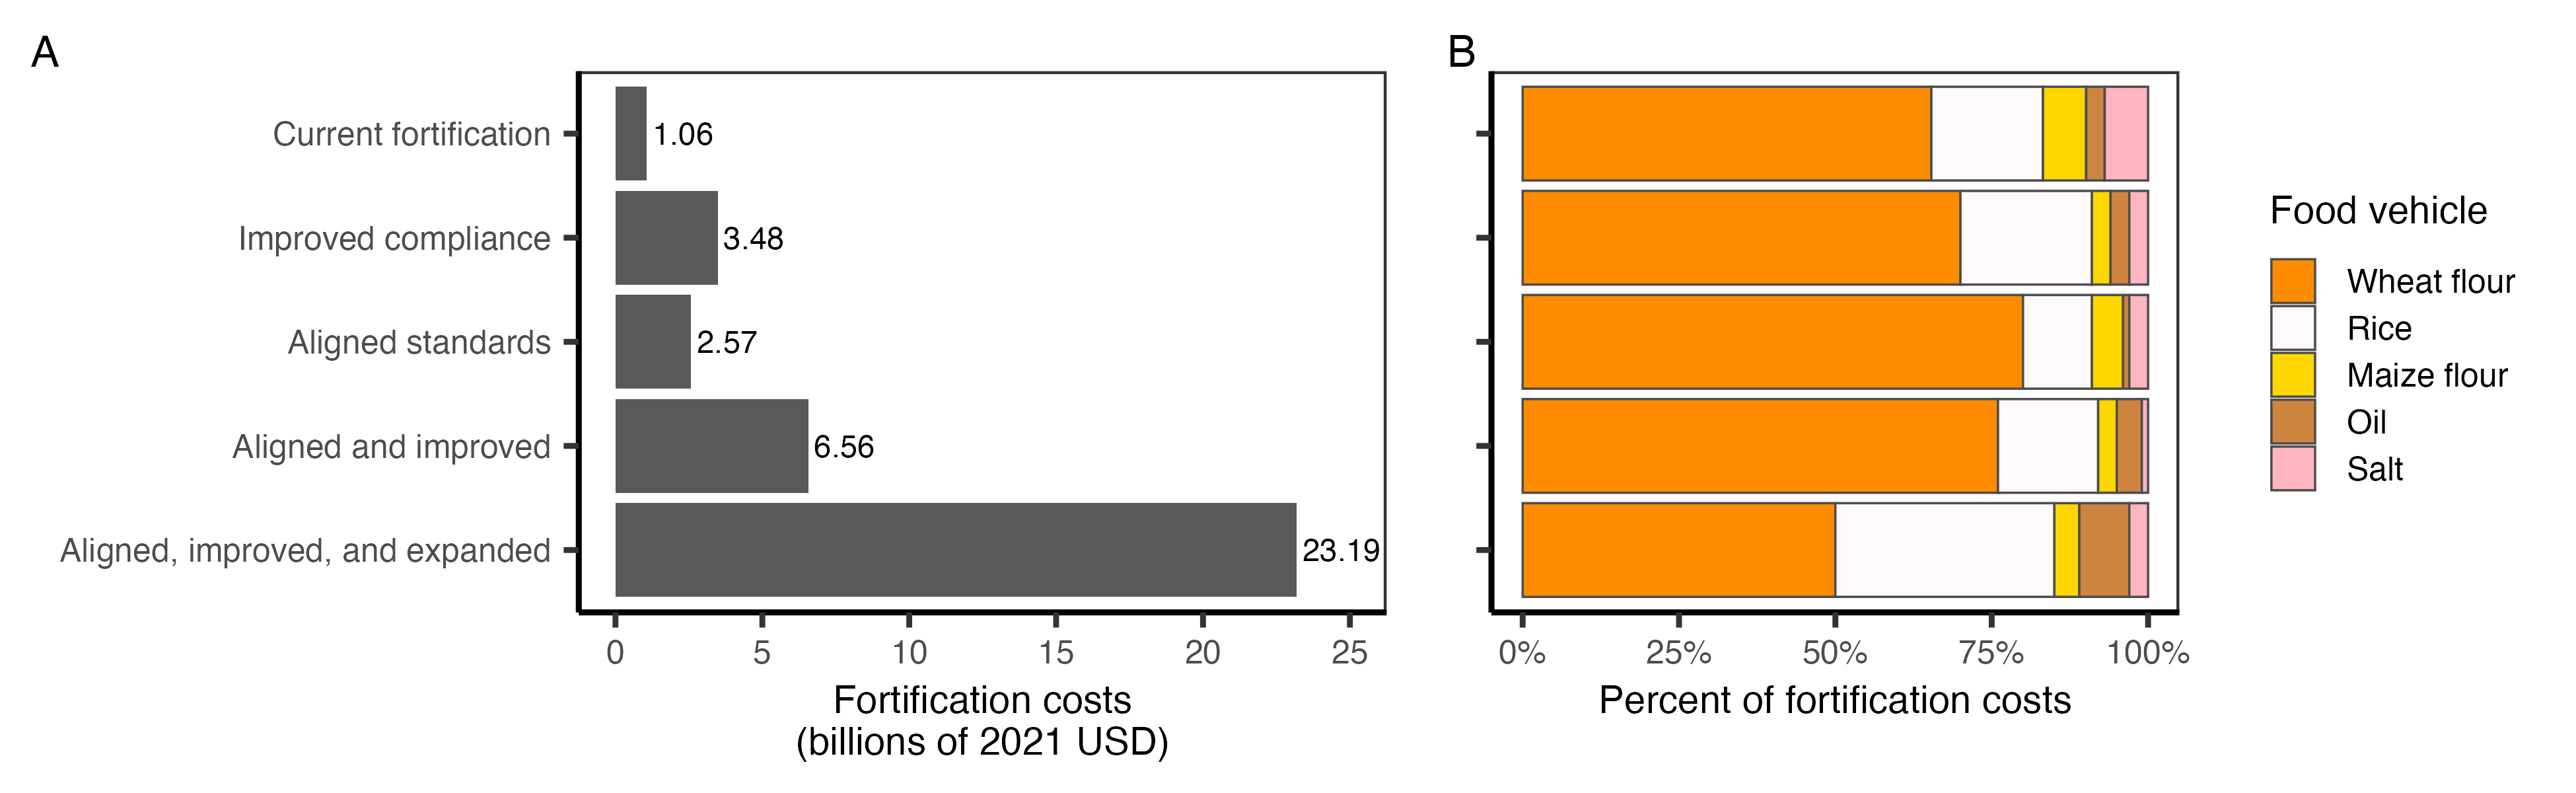 A
Current fortification
Improved compliance
Aligned standards
Aligned and improved
Aligned, improved, and expanded
1.06
3.48
2.57
6.56
23.19
0 5 10 15 20 25
Fortification costs
(billions of 2021 USD)
B
0% 25% 50% 75% 100%
Percent of fortification costs
Food vehicle
Wheat flour
Rice
Maize flour
Oil
Salt